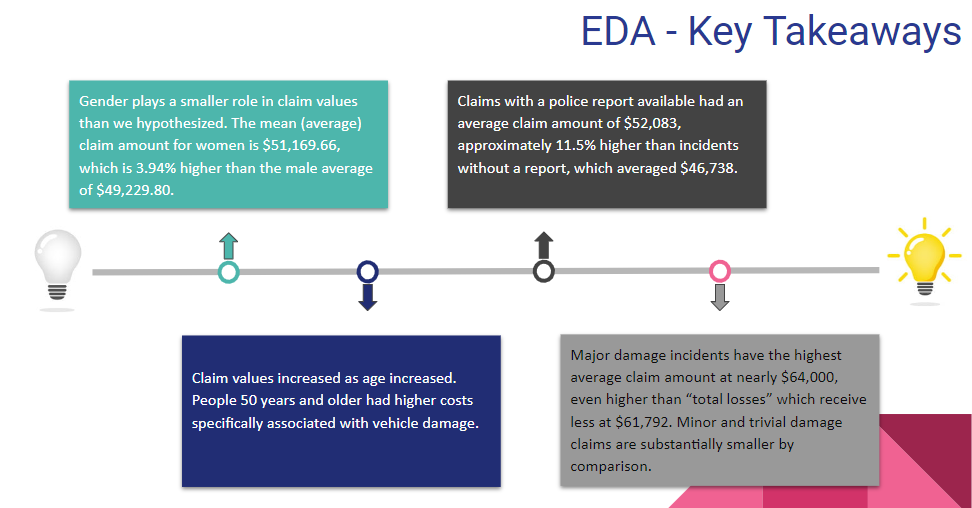 EDA - Key Takeaways
Gender plays a smaller role in claim values
than we hypothesized. The mean (average)
claim amount for women is $51,169.66,
which is 3.94% higher than the male average
of $49,229.80.
Claims with a police report available had an
average claim amount of $52,083,
approximately 11.5% higher than incidents
without a report, which averaged $46,738.
Claim values increased as age increased.
People 50 years and older had higher costs
specifically associated with vehicle damage.
Major damage incidents have the highest
average claim amount at nearly $64,000,
even higher than “total losses” which receive
less at $61,792. Minor and trivial damage
claims are substantially smaller by
comparison.